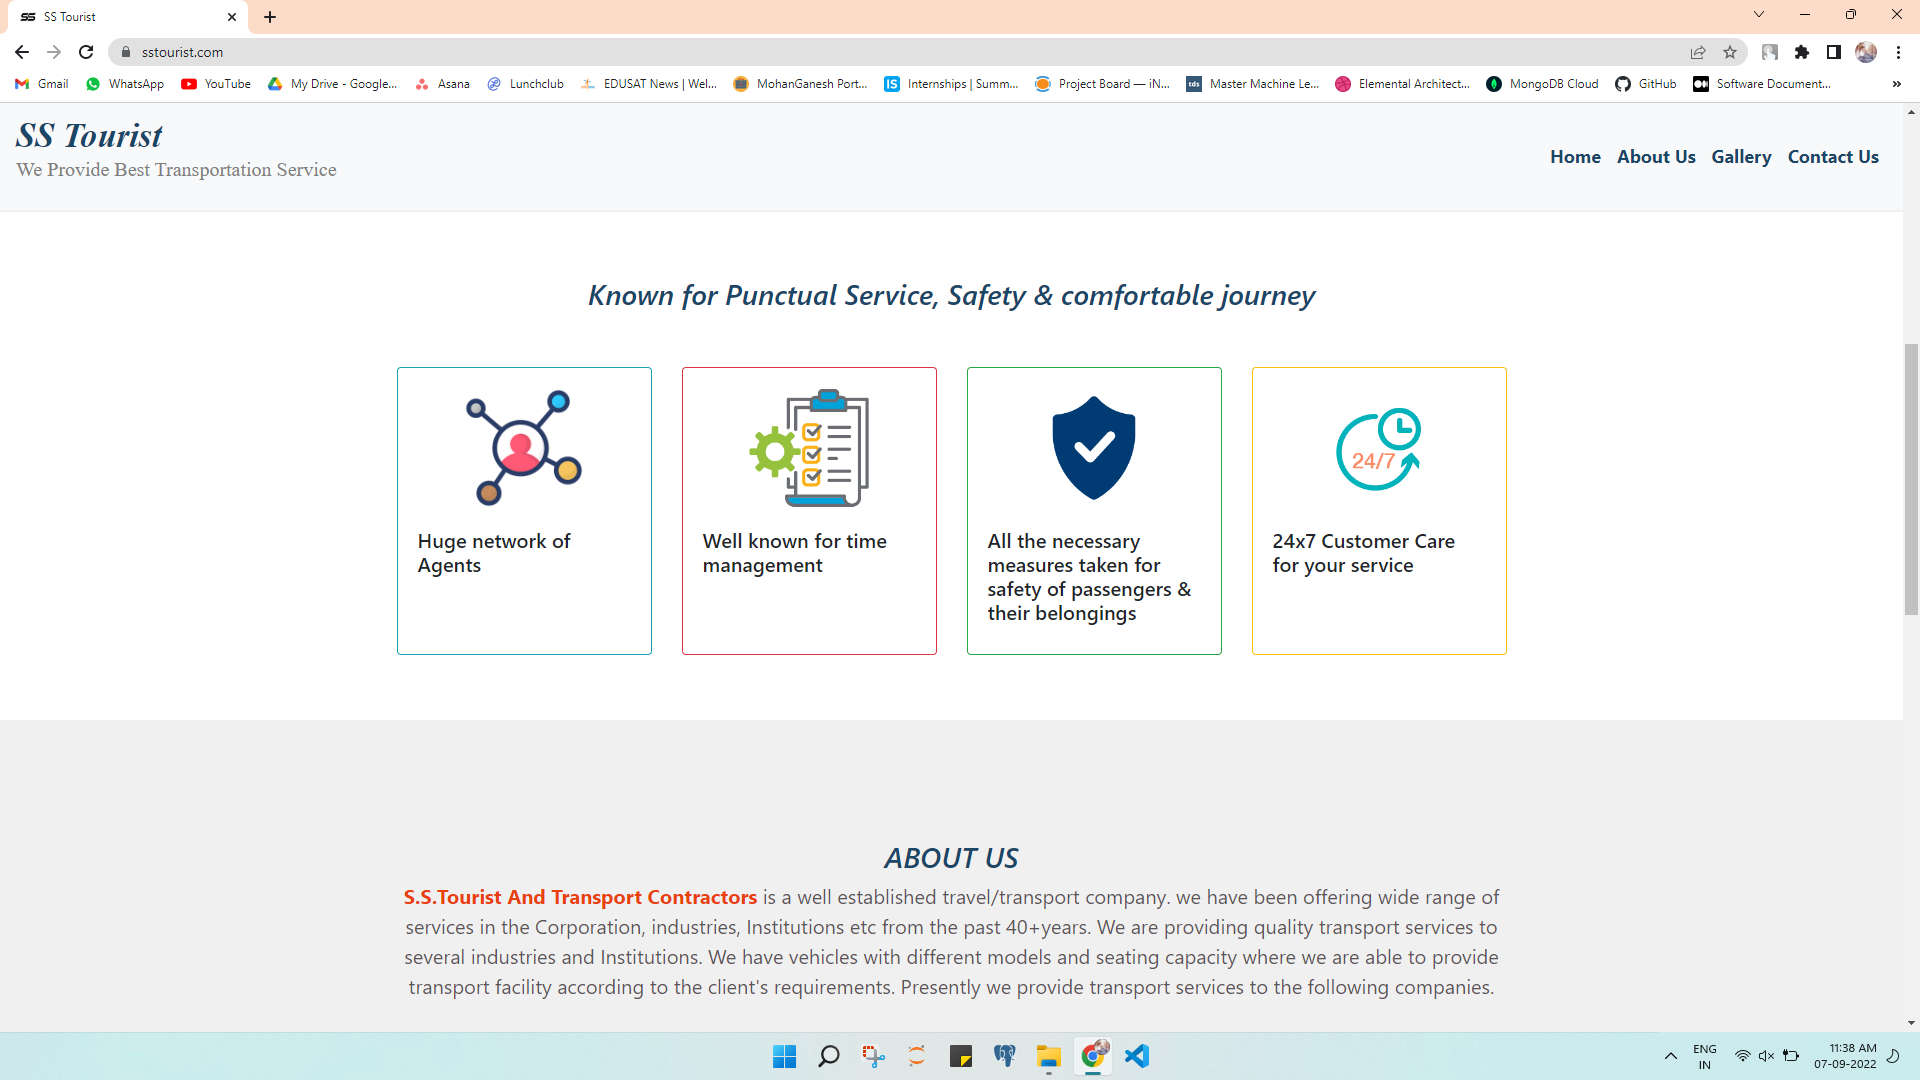 SS Tourist
sstourist.com
Gmail
WhatsApp
YouTube
My Drive - Google...
Asana
Lunchclub
EDUSAT News | Wel...
MohanGanesh Port...
IS
Internships | Summ...
Project Board — iN...
tds
Master Machine Le...
Elemental Architect...
MongoDB Cloud
GitHub
Software Document...
»
SS Tourist
We Provide Best Transportation Service
Home About Us Gallery Contact Us
Known for Punctual Service, Safety & comfortable journey
Huge network of
Agents
Well known for time
management
All the necessary
measures taken for
safety of passengers &
their belongings
24/7
24x7 Customer Care
for your service
ABOUT US
S.S.Tourist And Transport Contractors is a well established travel/transport company. we have been offering wide range of
services in the Corporation, industries, Institutions etc from the past 40+years. We are providing quality transport services to
several industries and Institutions. We have vehicles with different models and seating capacity where we are able to provide
transport facility according to the client's requirements. Presently we provide transport services to the following companies.
ENG
IN
11:38 AM
07-09-2022